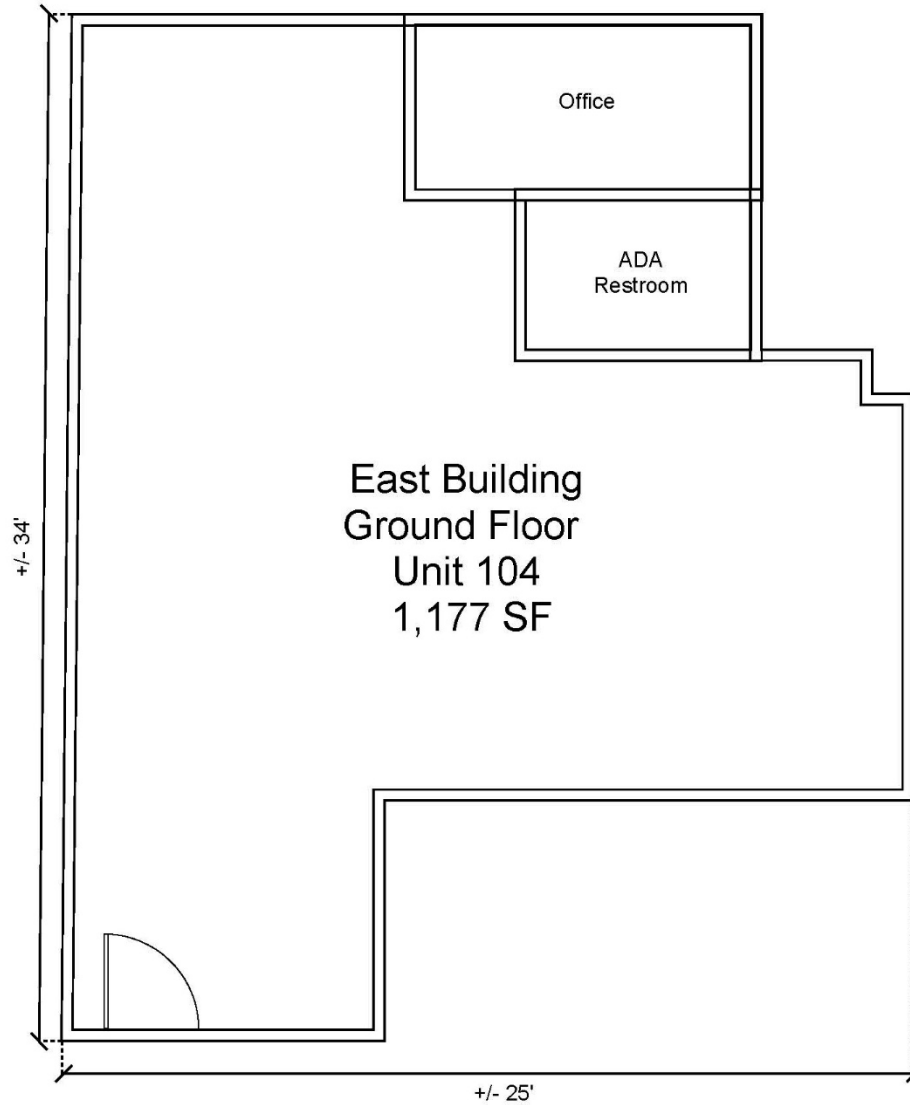 Office
ADA
Restroom
East Building
Ground Floor
Unit 104
1,177 SF
+/- 34'
+/- 25'